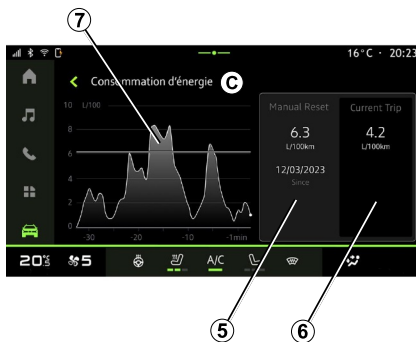 7
16°C · 20:23
Consommation d'énergie C
10 L/100
8
6
4
2
0
-30 -20 -10 -1min
Manual Reset
6.3
L/100km
12/03/2023
Since
Current Trip
4.2
L/100km
20°5
5
A/C
5 6